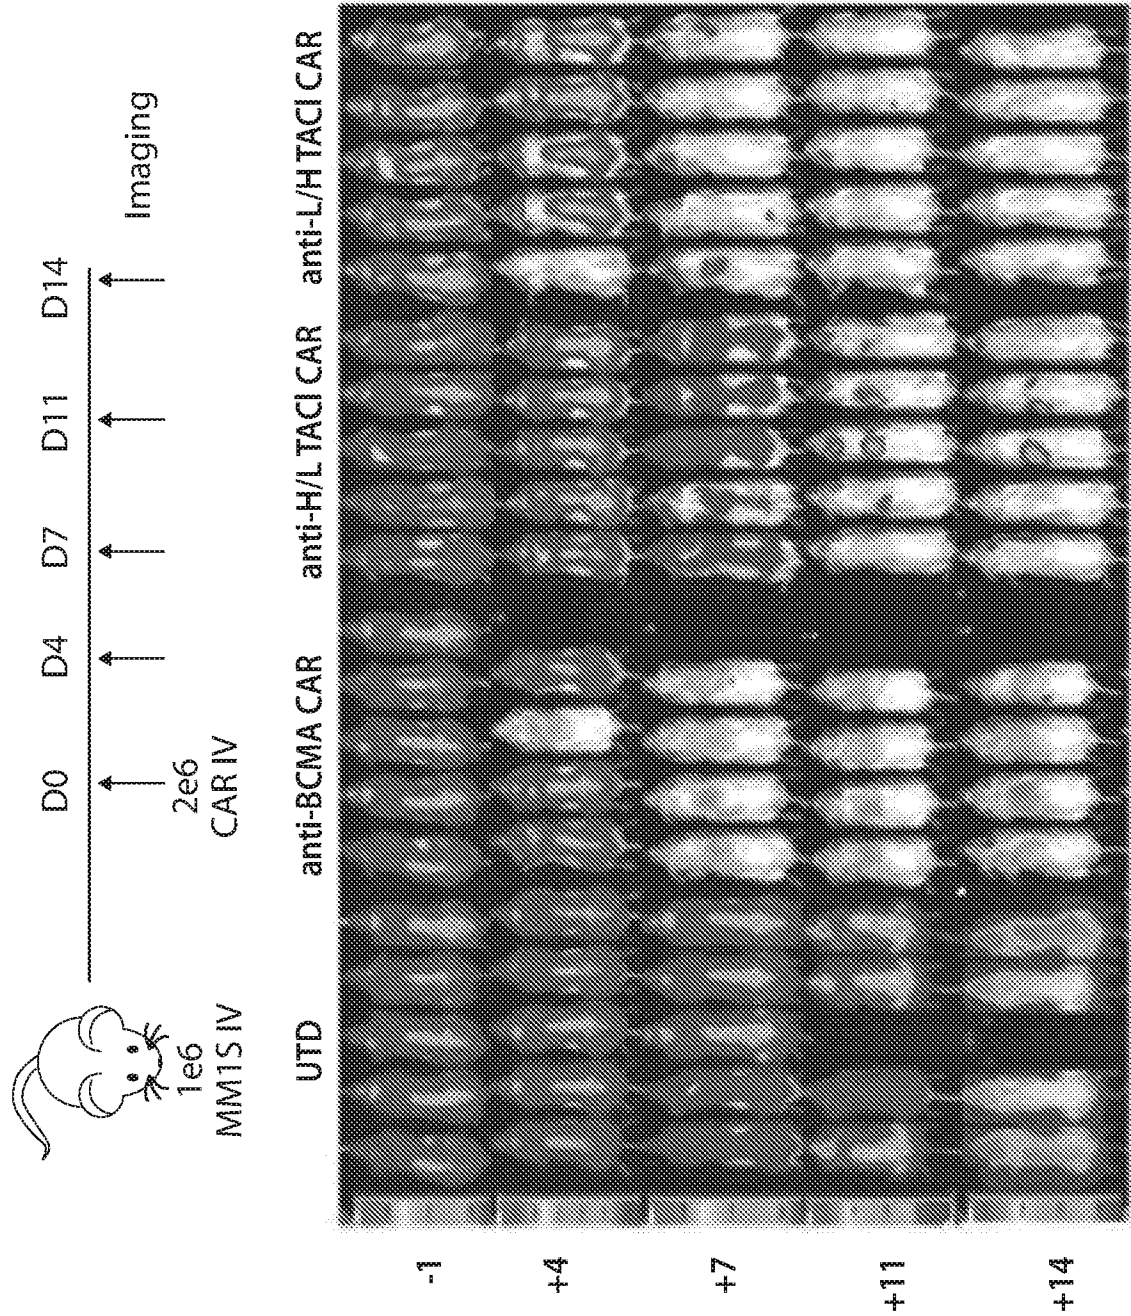 1e6
MM1S IV
D0
D4
D7
D11
D14
2e6
CAR IV
Imaging
UTD
anti-BCMA CAR
anti-H/L TACI CAR
anti-L/H TACI CAR
-1
+4
+7
+11
+14